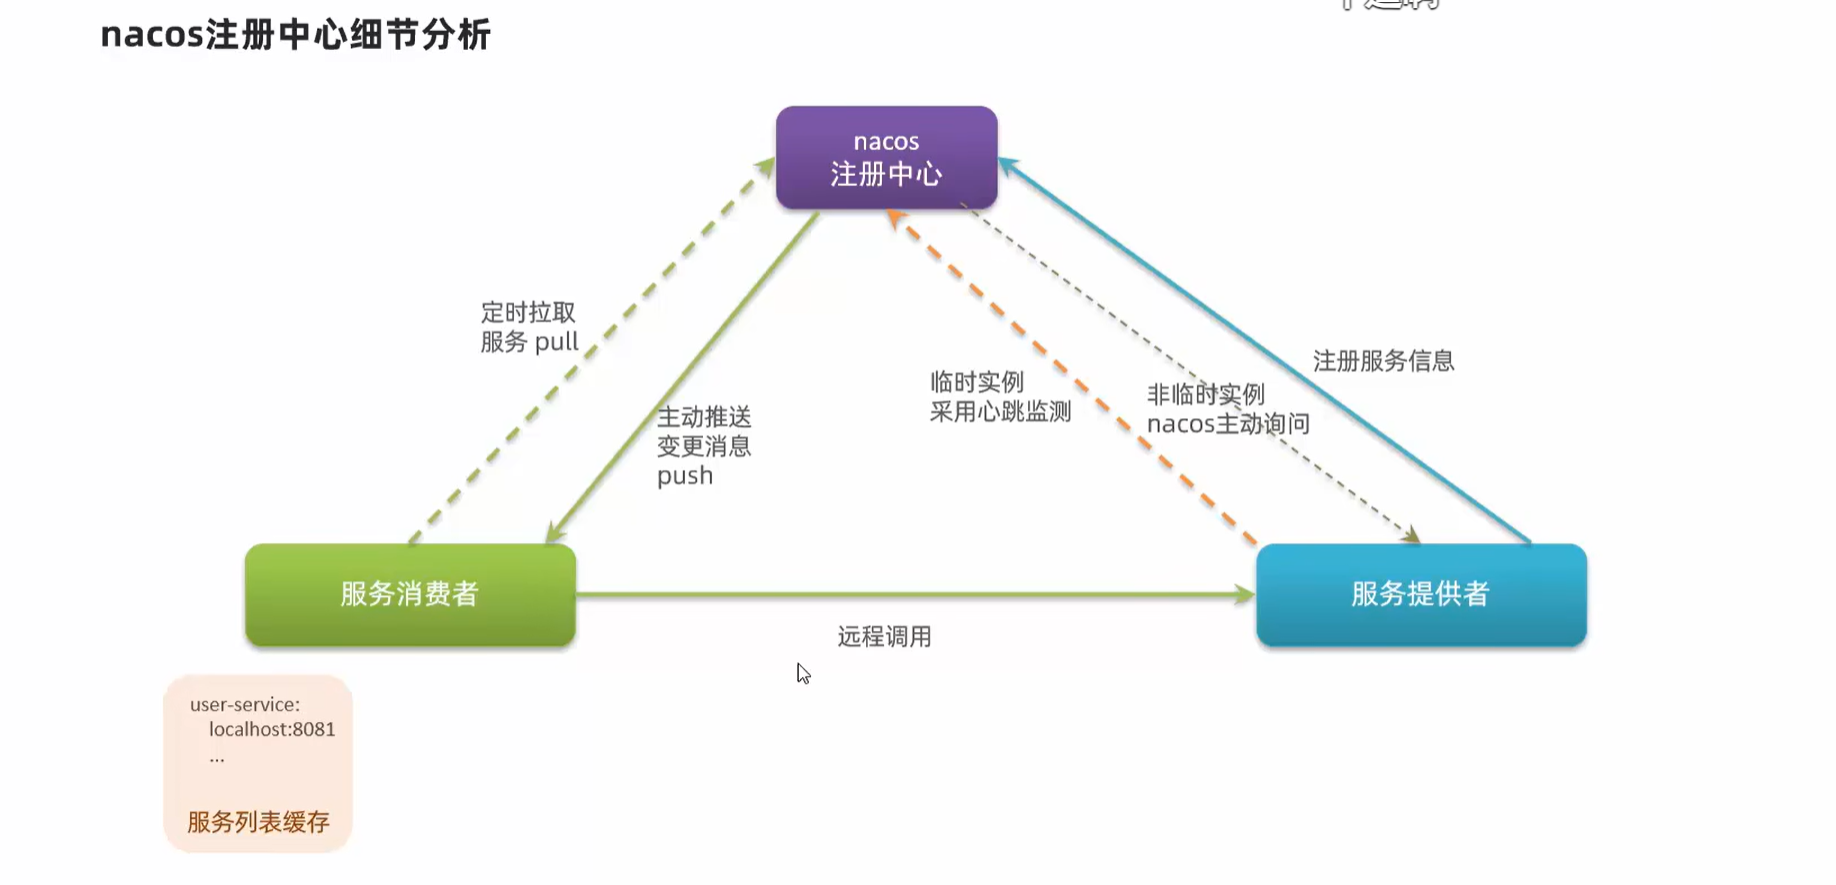 nacos注册中心细节分析
nacos
注册中心
定时拉取
服务 pull
主动推送
变更消息
push
临时实例
采用心跳监测
非临时实例
nacos主动询问
注册服务信息
服务消费者
服务提供者
远程调用
user-service:
localhost:8081
...
服务列表缓存